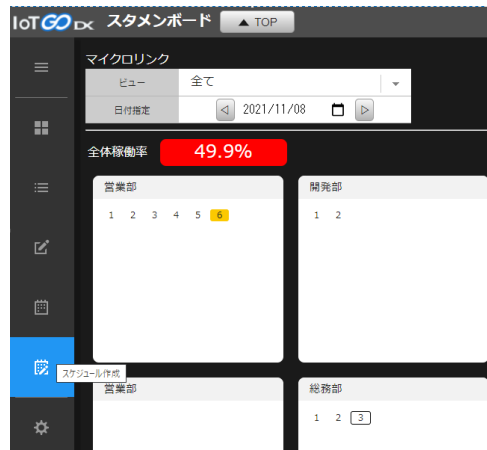 IoT GO DX スタメンボード ▲ TOP
マイクロリンク
ビュー 全て
日付指定 2021/11/08
全体稼働率 49.9%
営業部 開発部
1 2 3 4 5 6 1 2
スケジュール作成
営業部 総務部
1 2 3